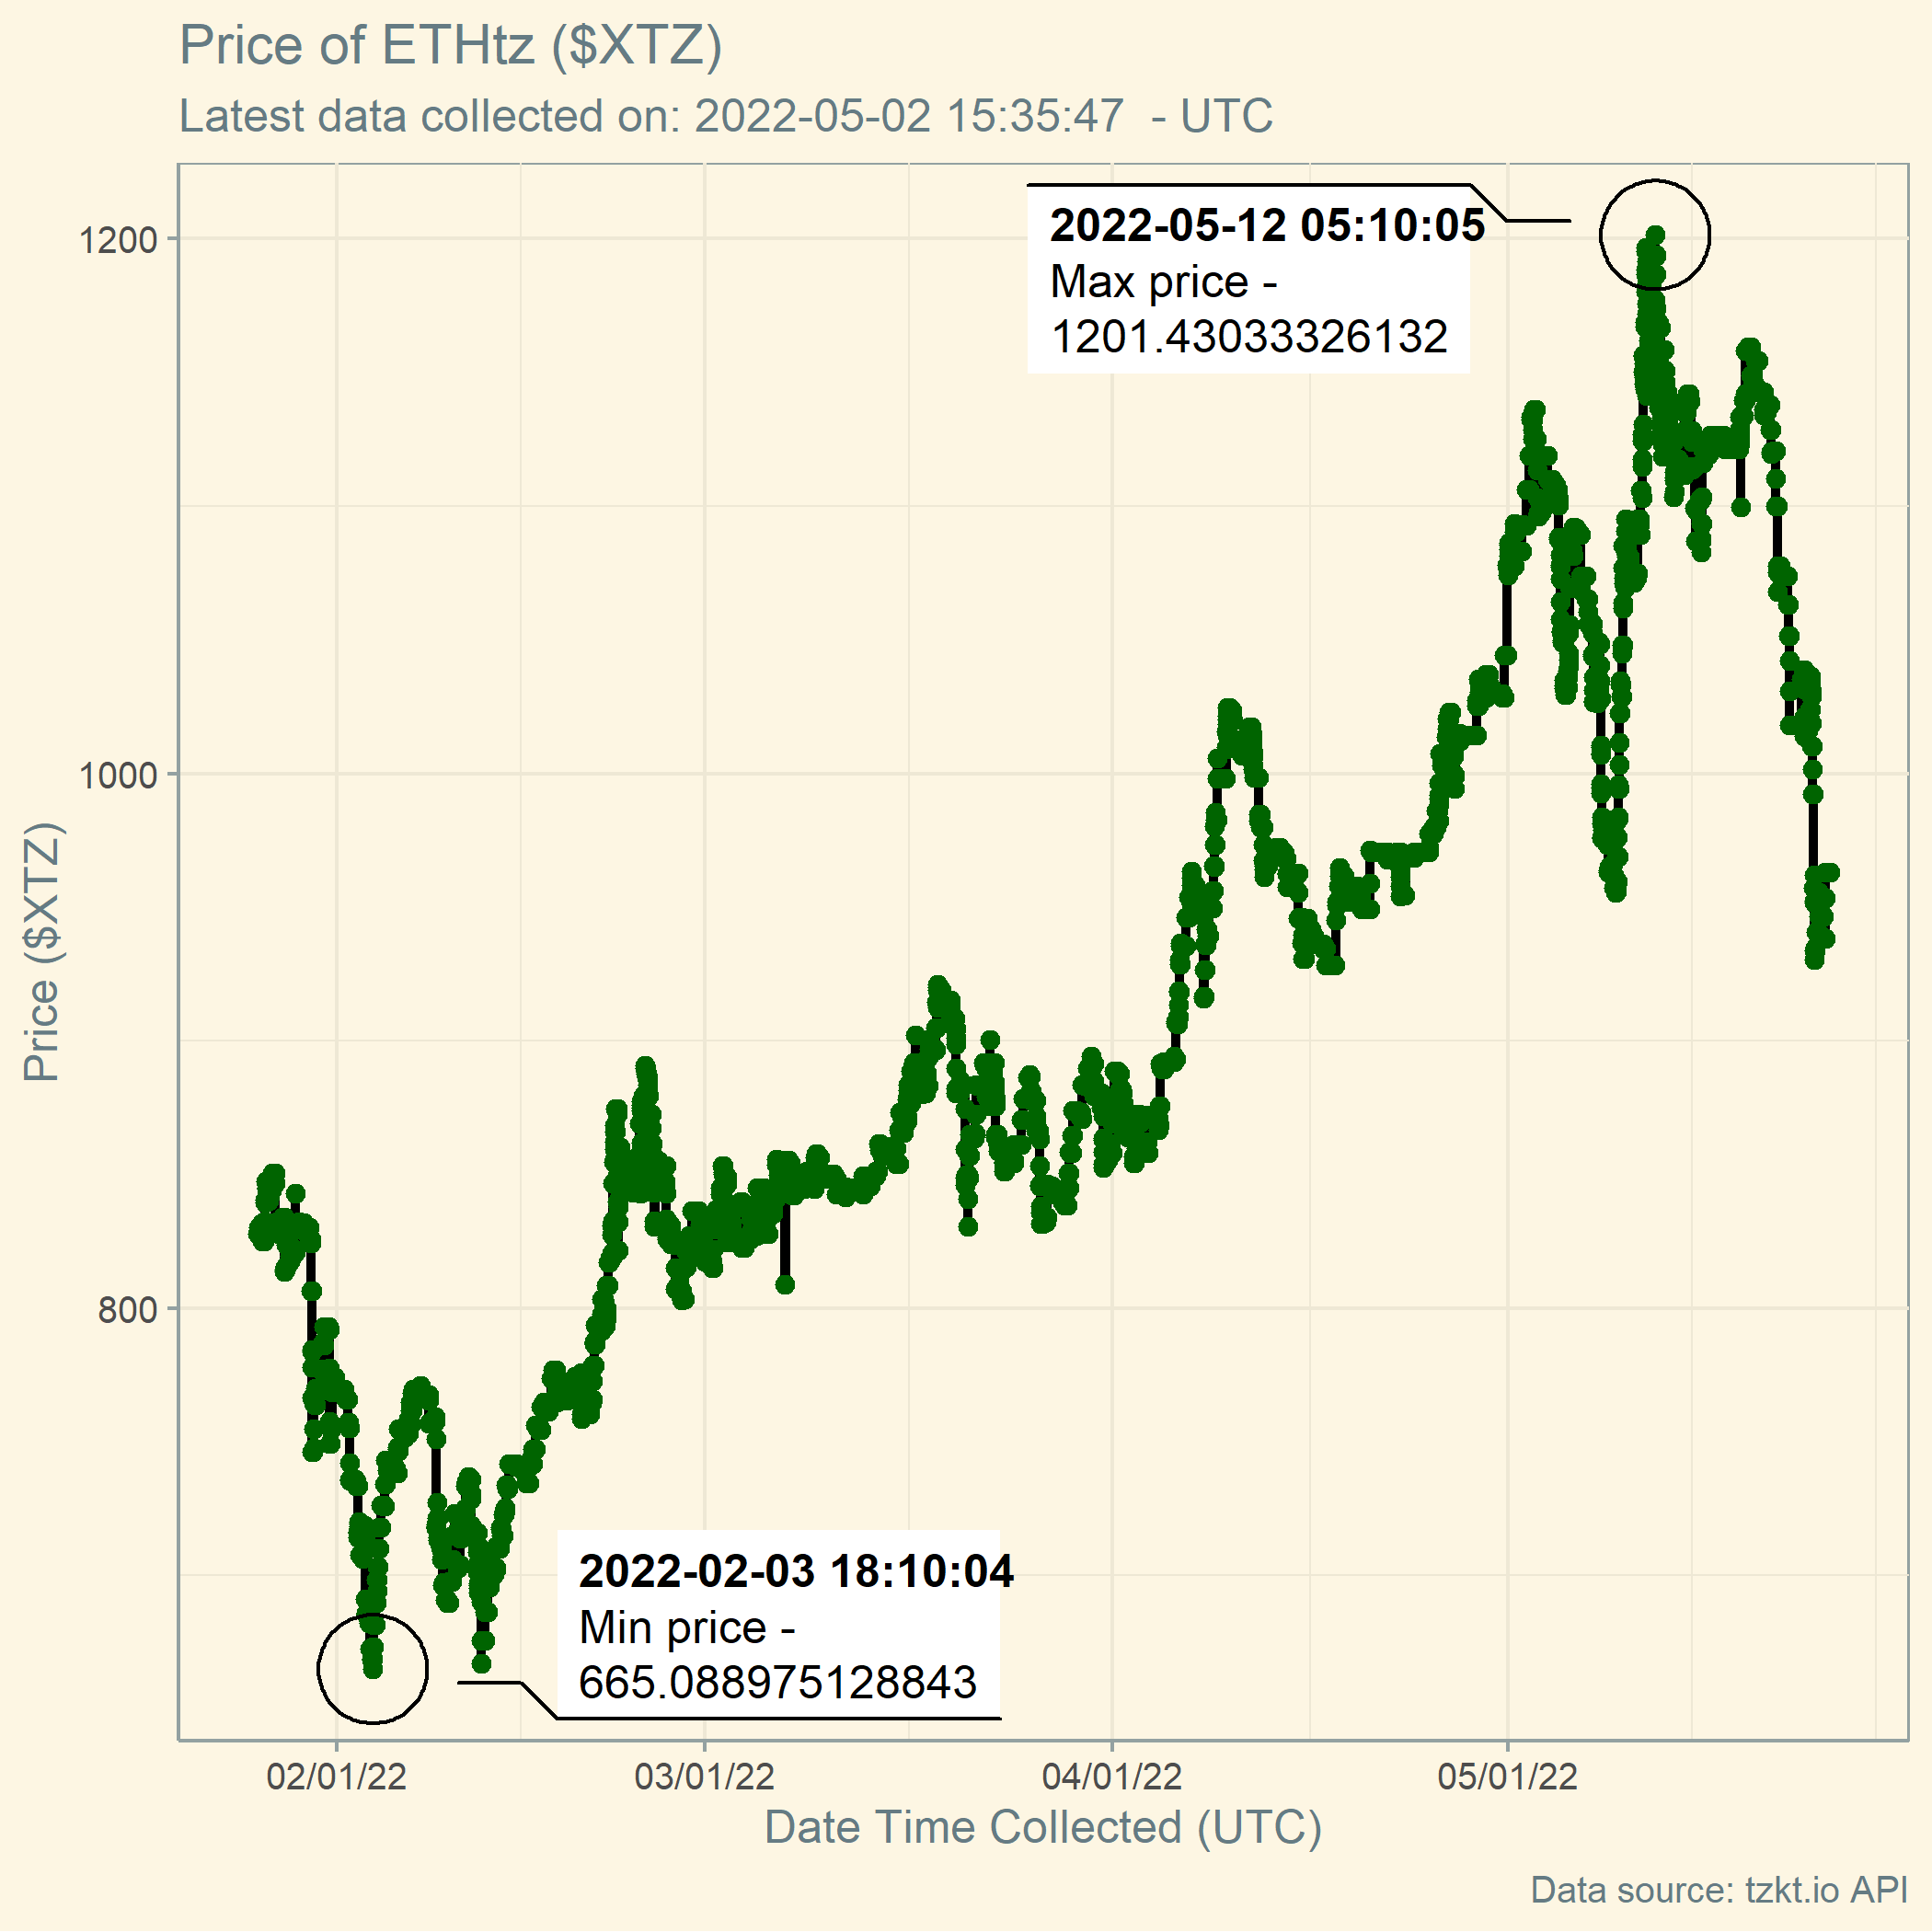 Price of ETHtz ($XTZ)
Latest data collected on: 2022-05-02 15:35:47  - UTC
2022-05-12 05:10:05
Max price -
1201.43033326132
1200
1000
800
Price ($XTZ)
2022-02-03 18:10:04
Min price -
665.088975128843
02/01/22
03/01/22
04/01/22
05/01/22
Date Time Collected (UTC)
Data source: tzkt.io API